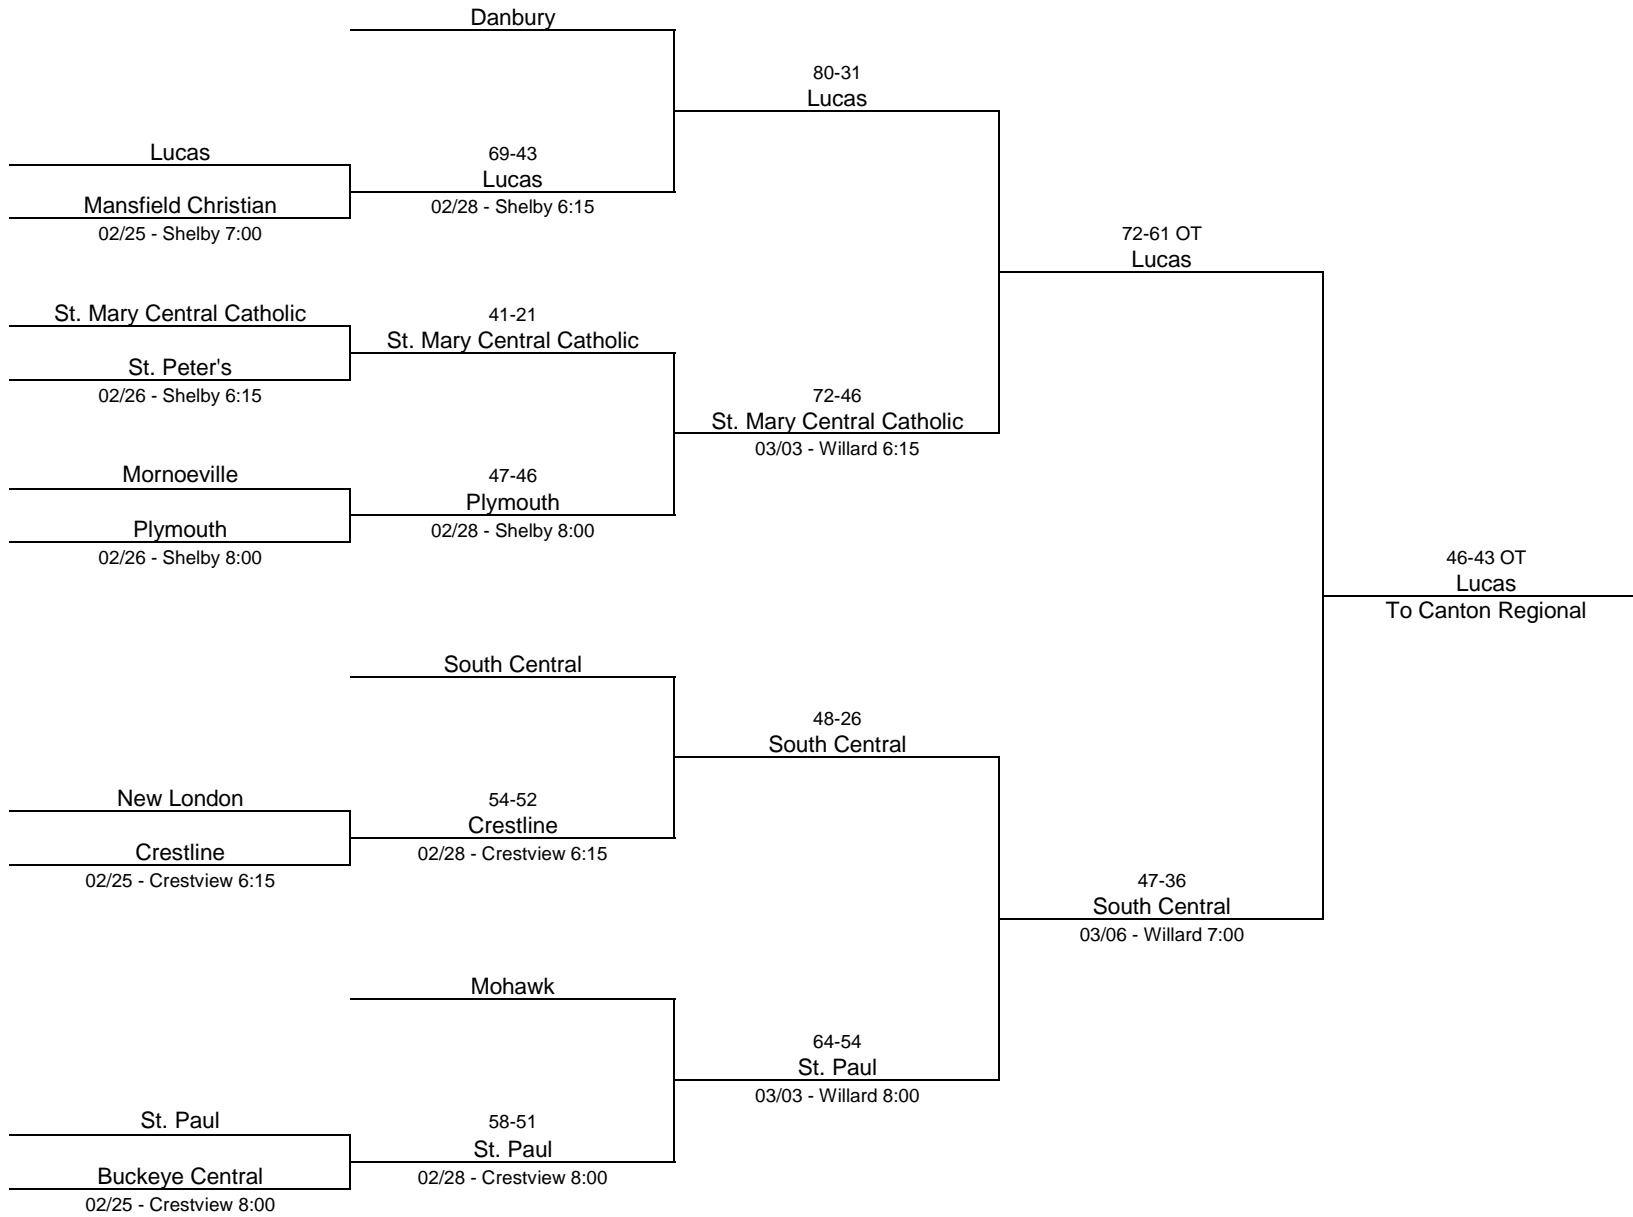 Danbury
80-31
Lucas
Lucas
69-43
Lucas
Mansfield Christian
02/28 - Shelby 6:15
02/25 - Shelby 7:00
72-61 OT
Lucas
St. Mary Central Catholic
41-21
St. Mary Central Catholic
St. Peter's
02/26 - Shelby 6:15
72-46
St. Mary Central Catholic
03/03 - Willard 6:15
Mornoeville
47-46
Plymouth
Plymouth
02/28 - Shelby 8:00
02/26 - Shelby 8:00
46-43 OT
Lucas
To Canton Regional
South Central
48-26
South Central
New London
54-52
Crestline
Crestline
02/28 - Crestview 6:15
02/25 - Crestview 6:15
47-36
South Central
03/06 - Willard 7:00
Mohawk
64-54
St. Paul
03/03 - Willard 8:00
St. Paul
58-51
St. Paul
Buckeye Central
02/28 - Crestview 8:00
02/25 - Crestview 8:00